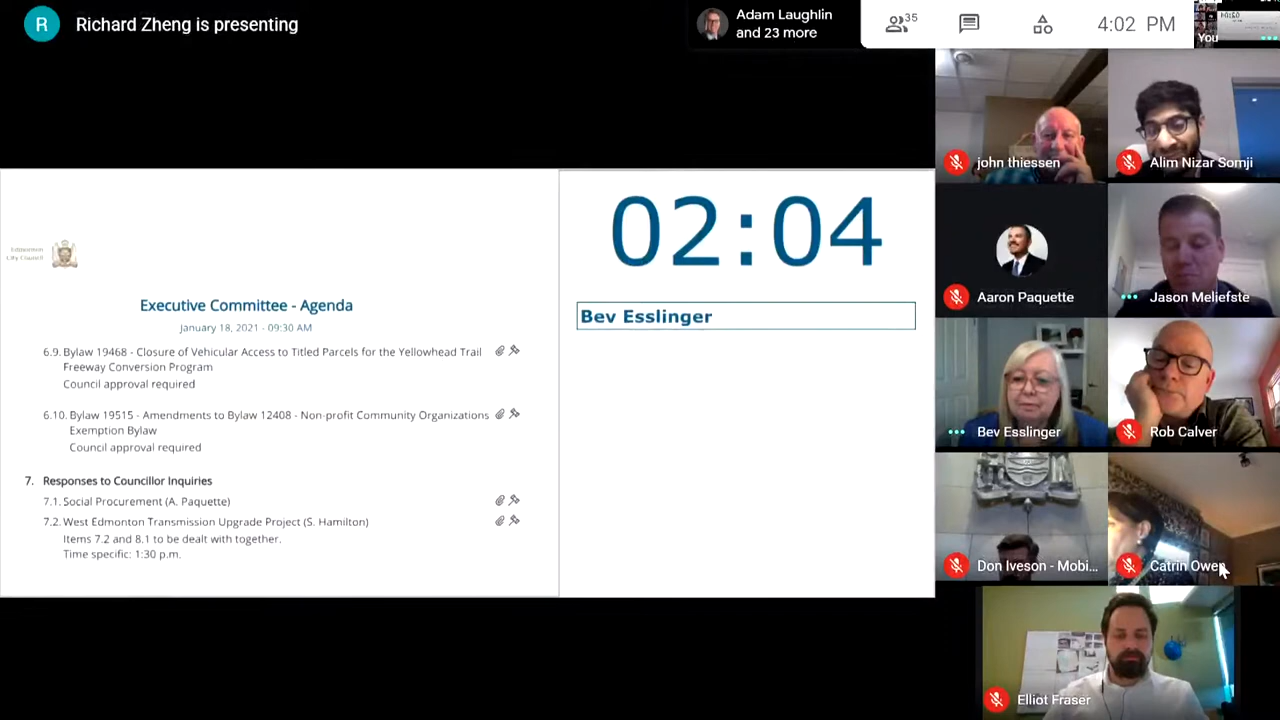 R
Richard Zheng is presenting
Adam Laughlin
and 23 more
35
4:02 PM
You
Edmonton
City Council
Executive Committee - Agenda
January 18, 2021 - 09:30 AM
6.9. Bylaw 19468 - Closure of Vehicular Access to Titled Parcels for the Yellowhead Trail
Freeway Conversion Program
Council approval required
6.10. Bylaw 19515 - Amendments to Bylaw 12408 - Non-profit Community Organizations
Exemption Bylaw
Council approval required
7. Responses to Councillor Inquiries
7.1. Social Procurement (A. Paquette)
7.2. West Edmonton Transmission Upgrade Project (S. Hamilton)
Items 7.2 and 8.1 to be dealt with together.
Time specific: 1:30 p.m.
02:04
Bev Esslinger
john thiessen
Alim Nizar Somji
Aaron Paquette
Jason Meliefste
Bev Esslinger
Rob Calver
Don Iveson - Mobi...
Catrin Owen
Elliot Fraser